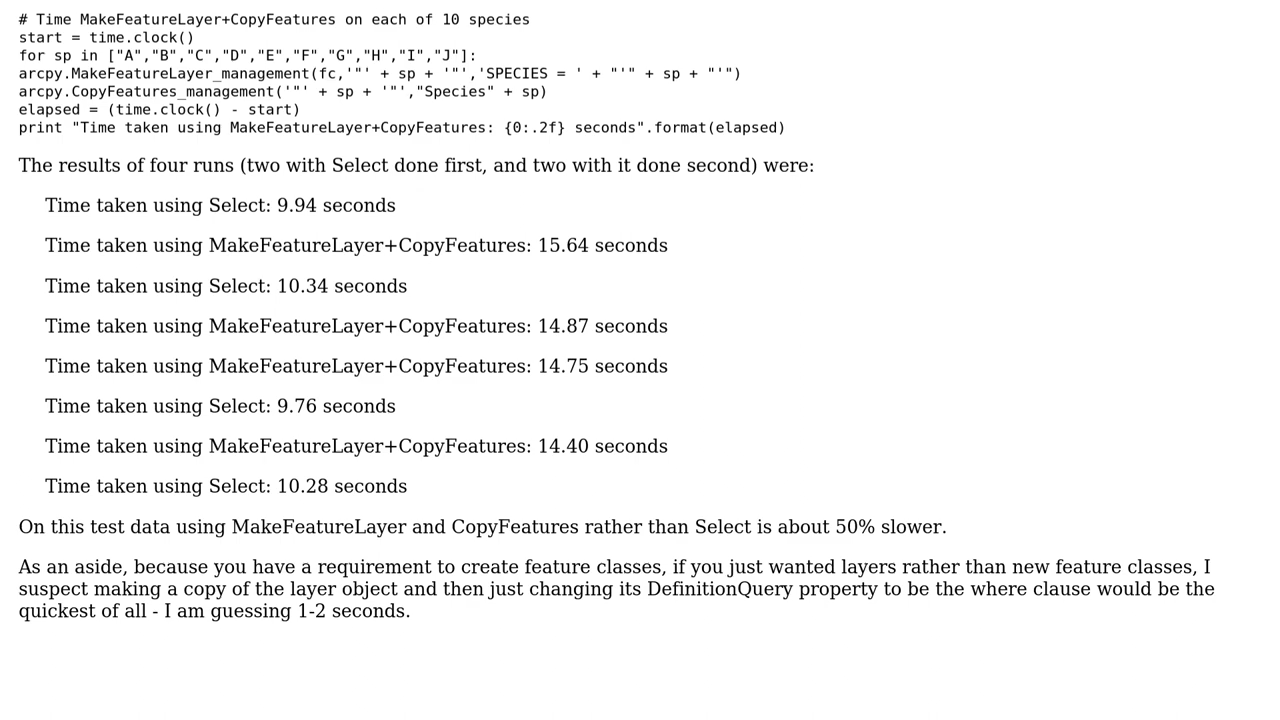 # Time MakeFeatureLayer+CopyFeatures on each of 10 species
start = time.clock()
for sp in ["A","B","C","D","E","F","G","H","I","J"]:
arcpy.MakeFeatureLayer_management(fc,'"' + sp + '"','SPECIES = ' + "'" + sp + "'")
arcpy.CopyFeatures_management('"' + sp + '"',"Species" + sp)
elapsed = (time.clock() - start)
print "Time taken using MakeFeatureLayer+CopyFeatures: {0:.2f} seconds".format(elapsed)
The results of four runs (two with Select done first, and two with it done second) were:
Time taken using Select: 9.94 seconds
Time taken using MakeFeatureLayer+CopyFeatures: 15.64 seconds
Time taken using Select: 10.34 seconds
Time taken using MakeFeatureLayer+CopyFeatures: 14.87 seconds
Time taken using MakeFeatureLayer+CopyFeatures: 14.75 seconds
Time taken using Select: 9.76 seconds
Time taken using MakeFeatureLayer+CopyFeatures: 14.40 seconds
Time taken using Select: 10.28 seconds
On this test data using MakeFeatureLayer and CopyFeatures rather than Select is about 50% slower.
As an aside, because you have a requirement to create feature classes, if you just wanted layers rather than new feature classes, I
suspect making a copy of the layer object and then just changing its DefinitionQuery property to be the where clause would be the
quickest of all - I am guessing 1-2 seconds.